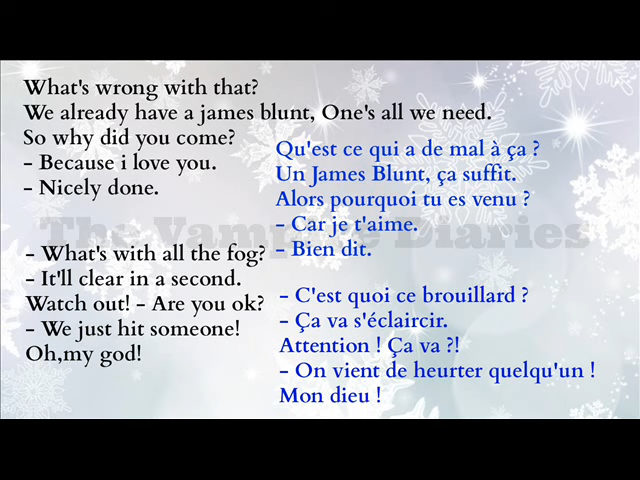 What's wrong with that?
We already have a james blunt, One's all we need.
So why did you come?
- Because i love you.
- Nicely done.
Qu'est ce qui a de mal à ça ?
Un James Blunt, ça suffit.
Alors pourquoi tu es venu ?
- Car je t'aime.
- Bien dit.
The Vampire Diaries
- What's with all the fog?
- It'll clear in a second.
Watch out! - Are you ok?
- We just hit someone!
Oh,my god!
- C'est quoi ce brouillard ?
- Ça va s'éclaircir.
Attention ! Ça va ?!
- On vient de heurter quelqu'un !
Mon dieu !